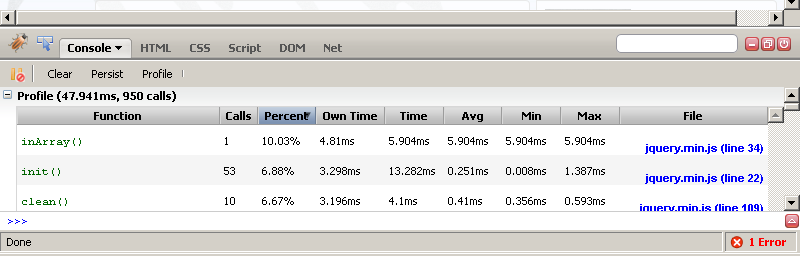 Console HTML CSS Script DOM Net
Clear Persist Profile
Profile (47.941ms, 950 calls)
Function Calls Percent Own Time Time Avg Min Max File
inArray() 1 10.03% 4.81ms 5.904ms 5.904ms 5.904ms 5.904ms jquery.min.js (line 34)
init() 53 6.88% 3.298ms 13.282ms 0.251ms 0.008ms 1.387ms jquery.min.js (line 22)
clean() 10 6.67% 3.196ms 4.1ms 0.41ms 0.356ms 0.593ms jquery.min.js (line 109)
>>>
Done 1 Error